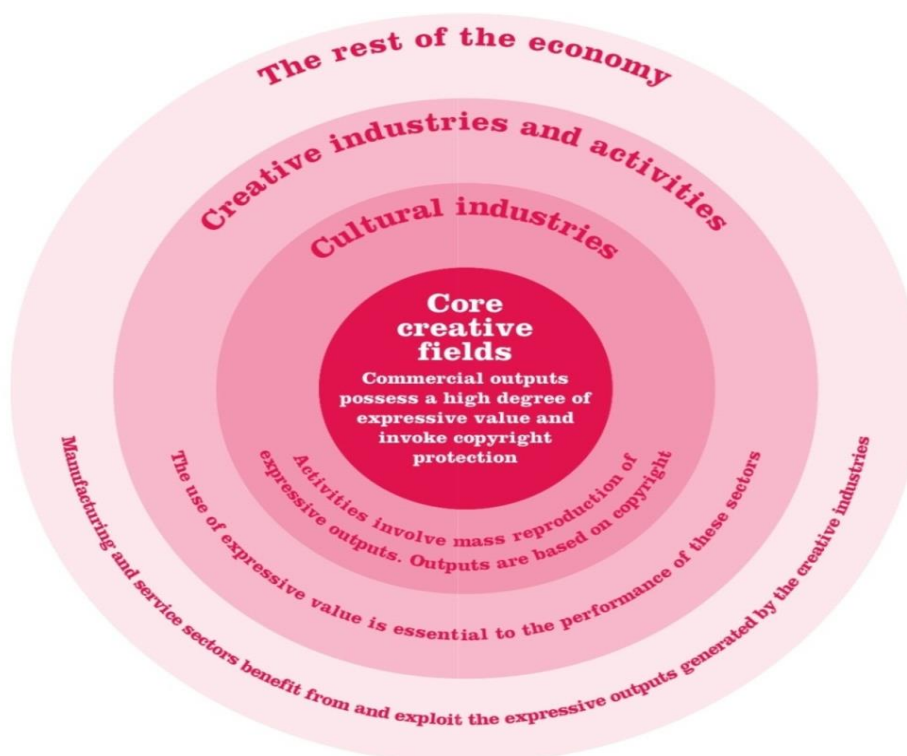 The rest of the economy
Creative industries and activities
Cultural industries
Core
creative
fields
Commercial outputs
possess a high degree of
expressive value and
invoke copyright
protection
Activities involve mass reproduction of
expressive outputs. Outputs are based on copyright
The use of expressive value is essential to the performance of these sectors
Manufacturing and service sectors benefit from and exploit the expressive outputs generated by the creative industries